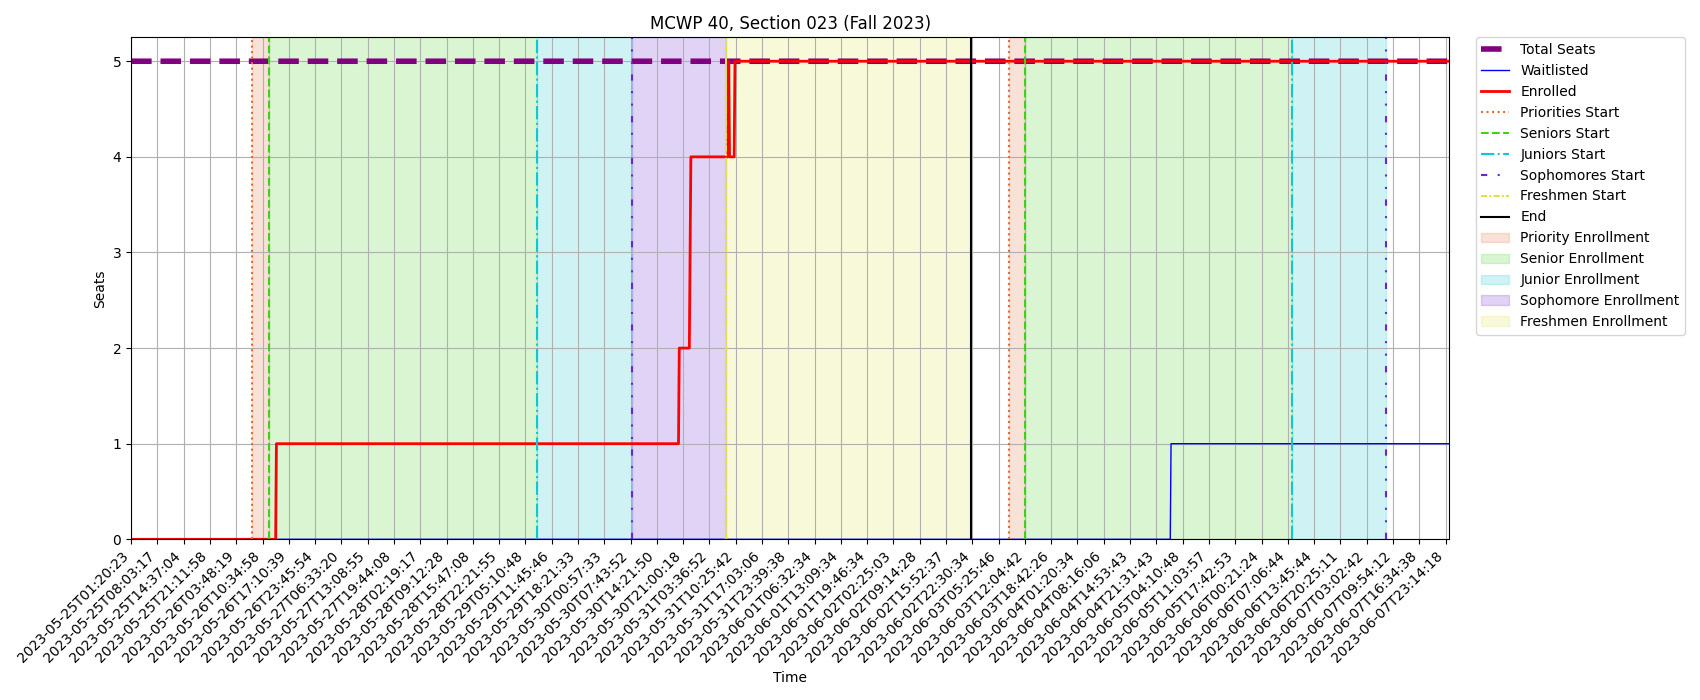 MCWP 40, Section 023 (Fall 2023)
Seats
5
4
3
2
1
0
2023-05-25T01:20:23
2023-05-25T08:03:17
2023-05-25T14:37:04
2023-05-25T21:11:58
2023-05-26T03:48:19
2023-05-26T10:34:58
2023-05-26T17:10:39
2023-05-26T23:45:54
2023-05-27T06:33:20
2023-05-27T13:08:55
2023-05-27T19:44:08
2023-05-28T02:19:17
2023-05-28T09:12:28
2023-05-28T15:47:08
2023-05-28T22:21:55
2023-05-29T05:10:48
2023-05-29T11:45:46
2023-05-29T18:21:33
2023-05-30T00:57:33
2023-05-30T07:43:52
2023-05-30T14:21:50
2023-05-30T21:00:18
2023-05-31T03:36:52
2023-05-31T10:25:42
2023-05-31T17:03:06
2023-05-31T23:39:38
2023-06-01T06:32:34
2023-06-01T13:09:34
2023-06-01T19:46:34
2023-06-02T02:25:03
2023-06-02T09:14:28
2023-06-02T15:52:37
2023-06-02T22:30:34
2023-06-03T05:25:46
2023-06-03T12:04:42
2023-06-03T18:42:26
2023-06-04T01:20:34
2023-06-04T08:16:06
2023-06-04T14:53:43
2023-06-04T21:31:43
2023-06-05T04:10:48
2023-06-05T11:03:57
2023-06-05T17:42:53
2023-06-06T00:21:24
2023-06-06T07:06:44
2023-06-06T13:45:44
2023-06-06T20:25:11
2023-06-07T03:02:42
2023-06-07T09:54:12
2023-06-07T16:34:38
2023-06-07T23:14:18
Time
Total Seats
Waitlisted
Enrolled
Priorities Start
Seniors Start
Juniors Start
Sophomores Start
Freshmen Start
End
Priority Enrollment
Senior Enrollment
Junior Enrollment
Sophomore Enrollment
Freshmen Enrollment